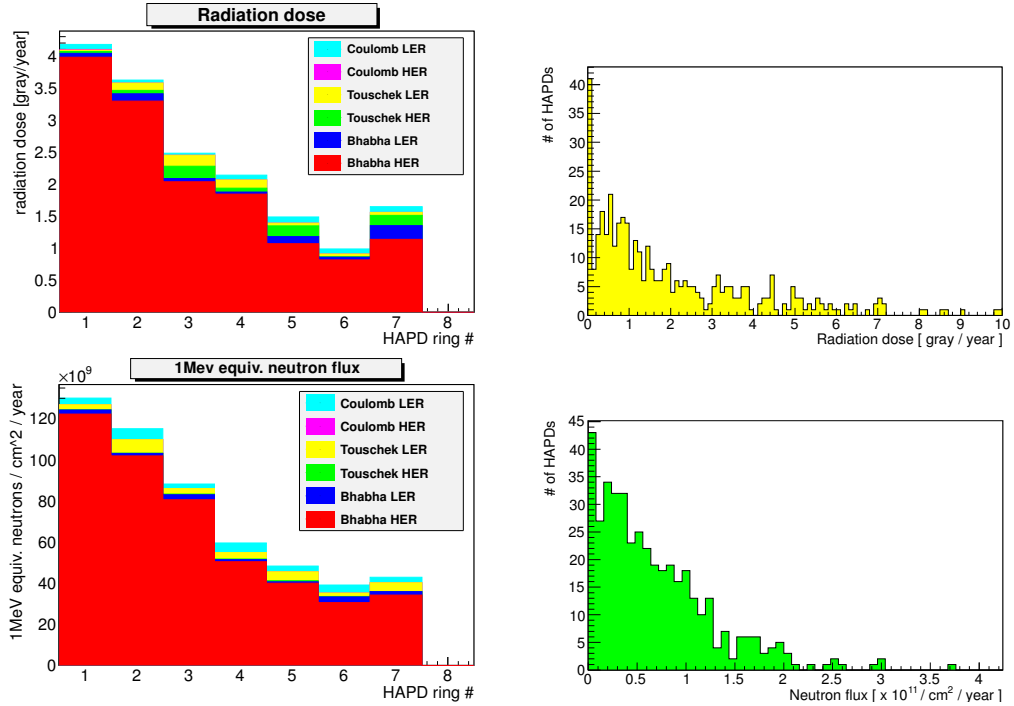 Radiation dose
radiation dose [gray/year]
4
3.5
3
2.5
2
1.5
1
0.5
0
Coulomb LER
Coulomb HER
Touschek LER
Touschek HER
Bhabha LER
Bhabha HER
1 2 3 4 5 6 7 8
HAPD ring #
# of HAPDs
40
35
30
25
20
15
10
5
0
0 1 2 3 4 5 6 7 8 9 10
Radiation dose [ gray / year ]
1Mev equiv. neutron flux
×10^9
1MeV equiv. neutrons / cm^2 / year
120
100
80
60
40
20
0
Coulomb LER
Coulomb HER
Touschek LER
Touschek HER
Bhabha LER
Bhabha HER
1 2 3 4 5 6 7 8
HAPD ring #
# of HAPDs
45
40
35
30
25
20
15
10
5
0
0 0.5 1 1.5 2 2.5 3 3.5 4
Neutron flux [ x 10^11 / cm^2 / year ]